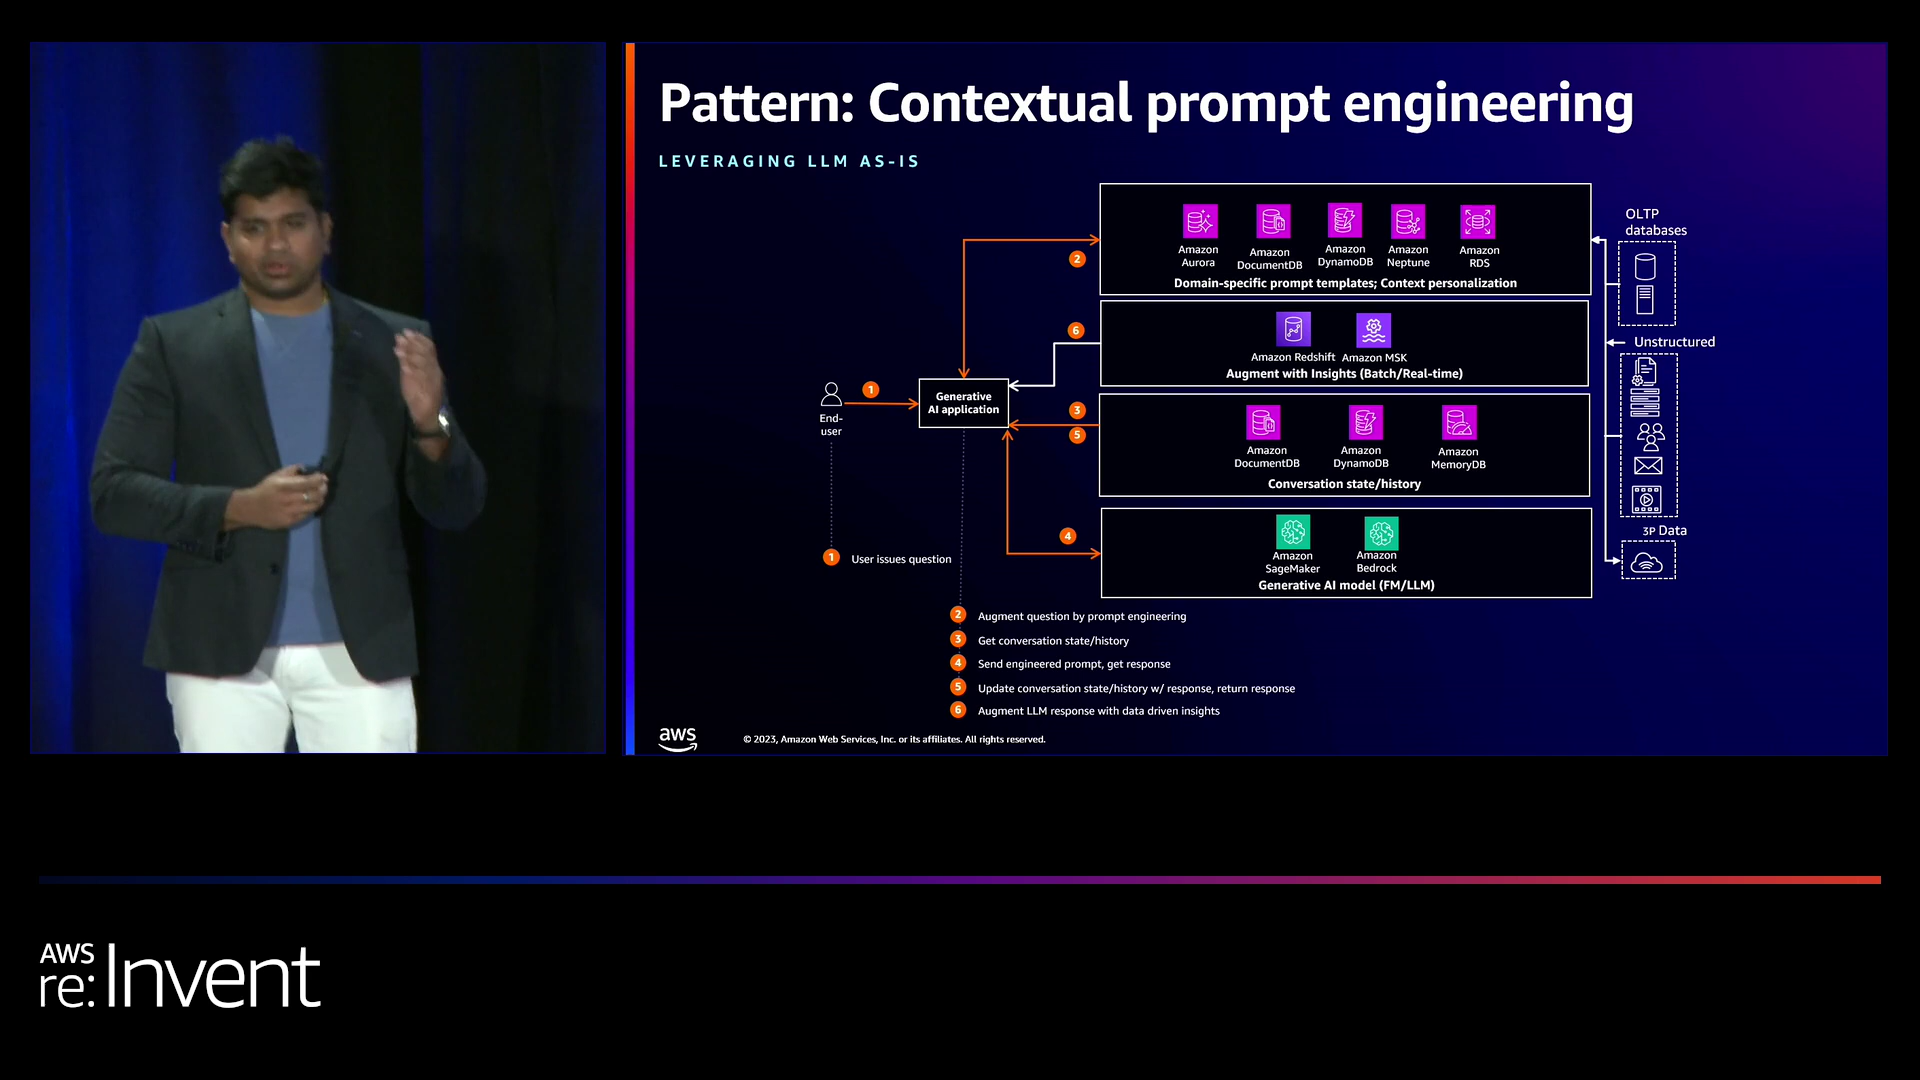 Pattern: Contextual prompt engineering
LEVERAGING LLM AS-IS
Amazon
Aurora
Amazon
DocumentDB
Amazon
DynamoDB
Amazon
Neptune
Amazon
RDS
Domain-specific prompt templates; Context personalization
OLTP
databases
2
6
Amazon Redshift
Amazon MSK
Augment with Insights (Batch/Real-time)
Unstructured
1
End-
user
Generative
AI application
3
5
Amazon
DocumentDB
Amazon
DynamoDB
Amazon
MemoryDB
Conversation state/history
3P Data
4
Amazon
SageMaker
Amazon
Bedrock
Generative AI model (FM/LLM)
1 User issues question
2 Augment question by prompt engineering
3 Get conversation state/history
4 Send engineered prompt, get response
5 Update conversation state/history w/ response, return response
6 Augment LLM response with data driven insights
aws
© 2023, Amazon Web Services, Inc. or its affiliates. All rights reserved.
AWS
re:Invent